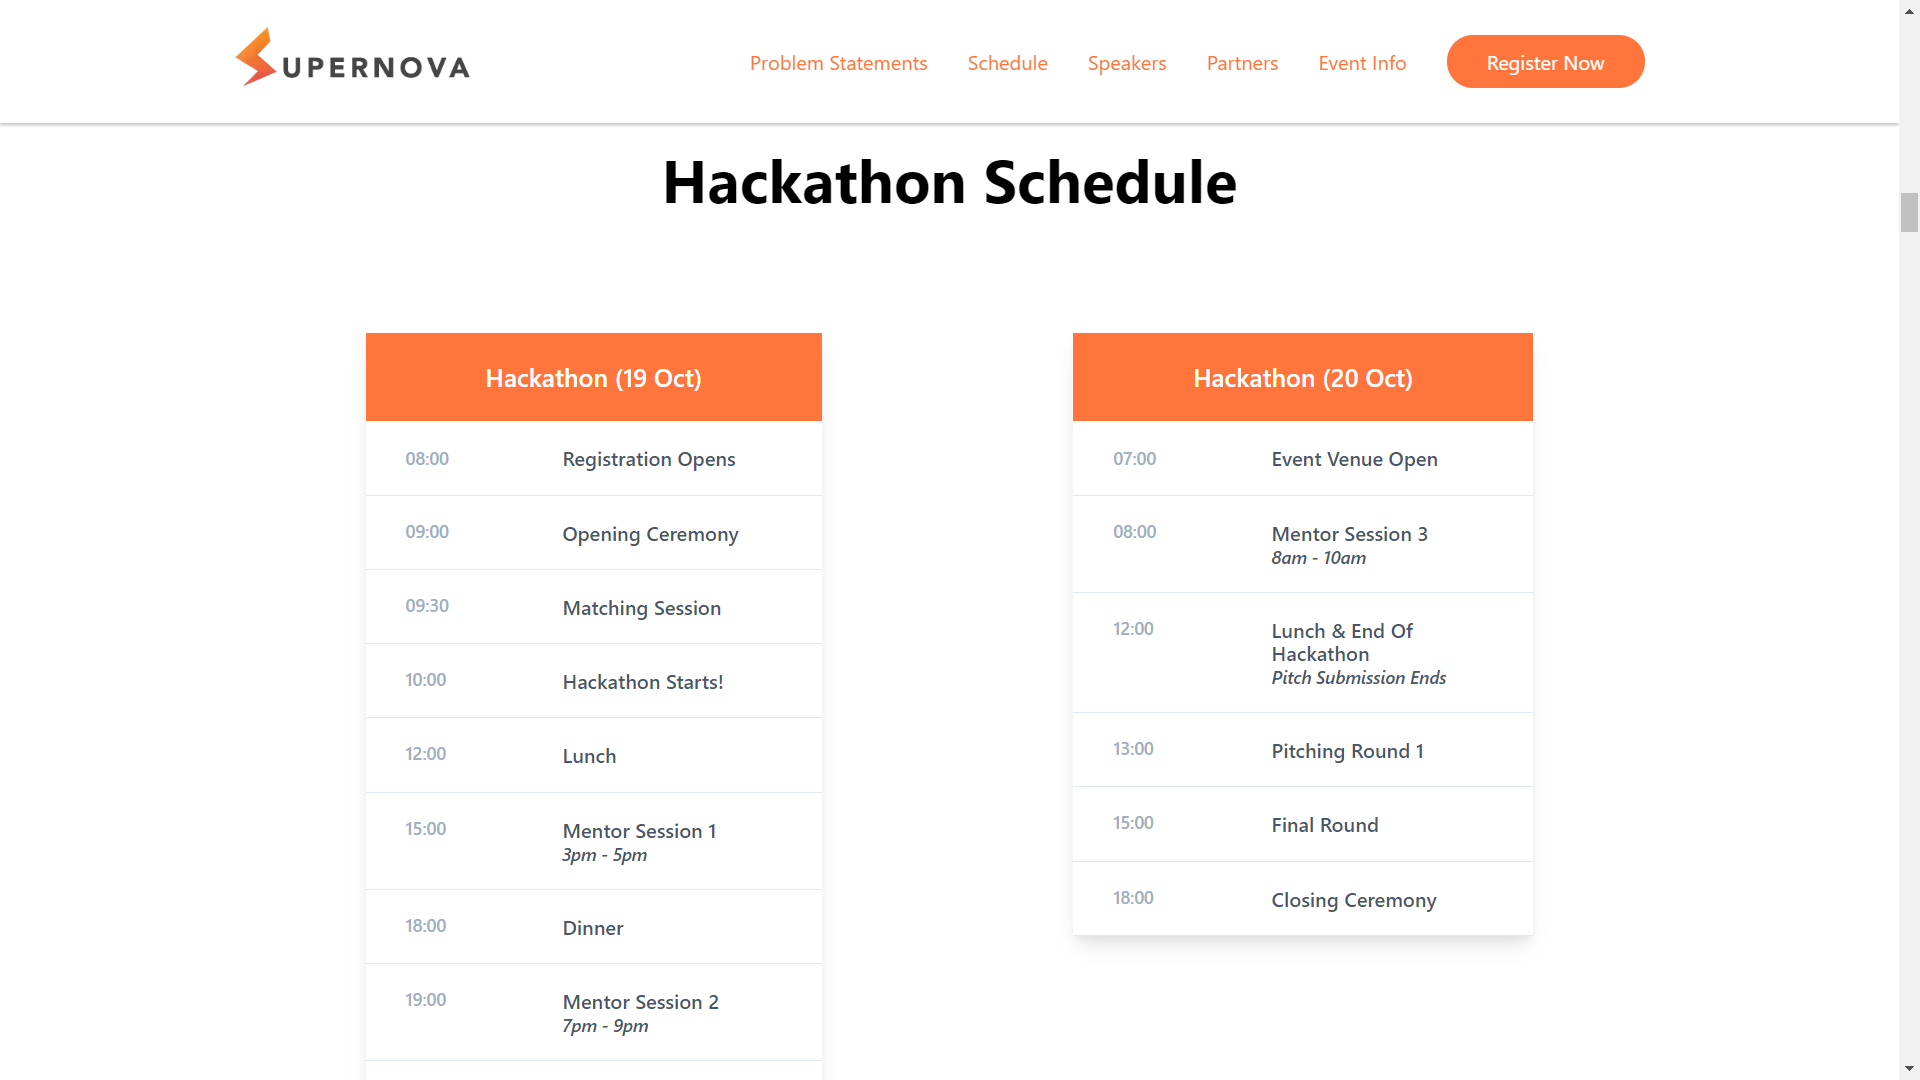 SUPERNOVA
Problem Statements
Schedule
Speakers
Partners
Event Info
Register Now
Hackathon Schedule
Hackathon (19 Oct)
08:00 Registration Opens
09:00 Opening Ceremony
09:30 Matching Session
10:00 Hackathon Starts!
12:00 Lunch
15:00 Mentor Session 1
3pm - 5pm
18:00 Dinner
19:00 Mentor Session 2
7pm - 9pm
Hackathon (20 Oct)
07:00 Event Venue Open
08:00 Mentor Session 3
8am - 10am
12:00 Lunch & End Of
Hackathon
Pitch Submission Ends
13:00 Pitching Round 1
15:00 Final Round
18:00 Closing Ceremony